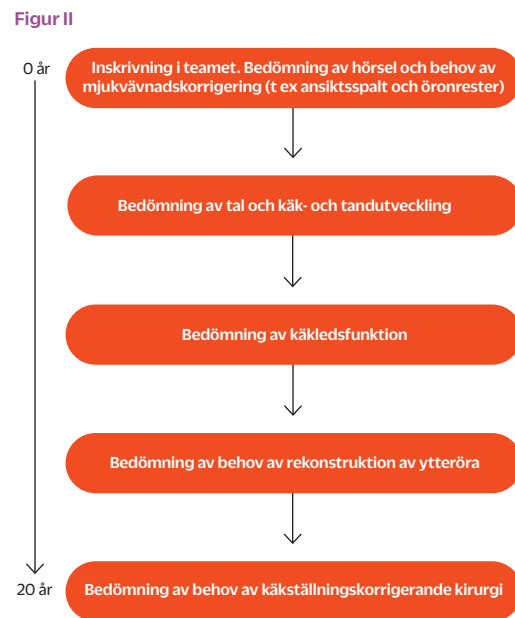 Figur II
0 år
Inskrivning i teamet. Bedömning av hörsel och behov av
mjukvävnadskorrigering (t ex ansiktsspalt och öronrester)
Bedömning av tal och käk- och tandutveckling
Bedömning av käkledsfunktion
Bedömning av behov av rekonstruktion av ytteröra
20 år
Bedömning av behov av käkställningskorrigerande kirurgi